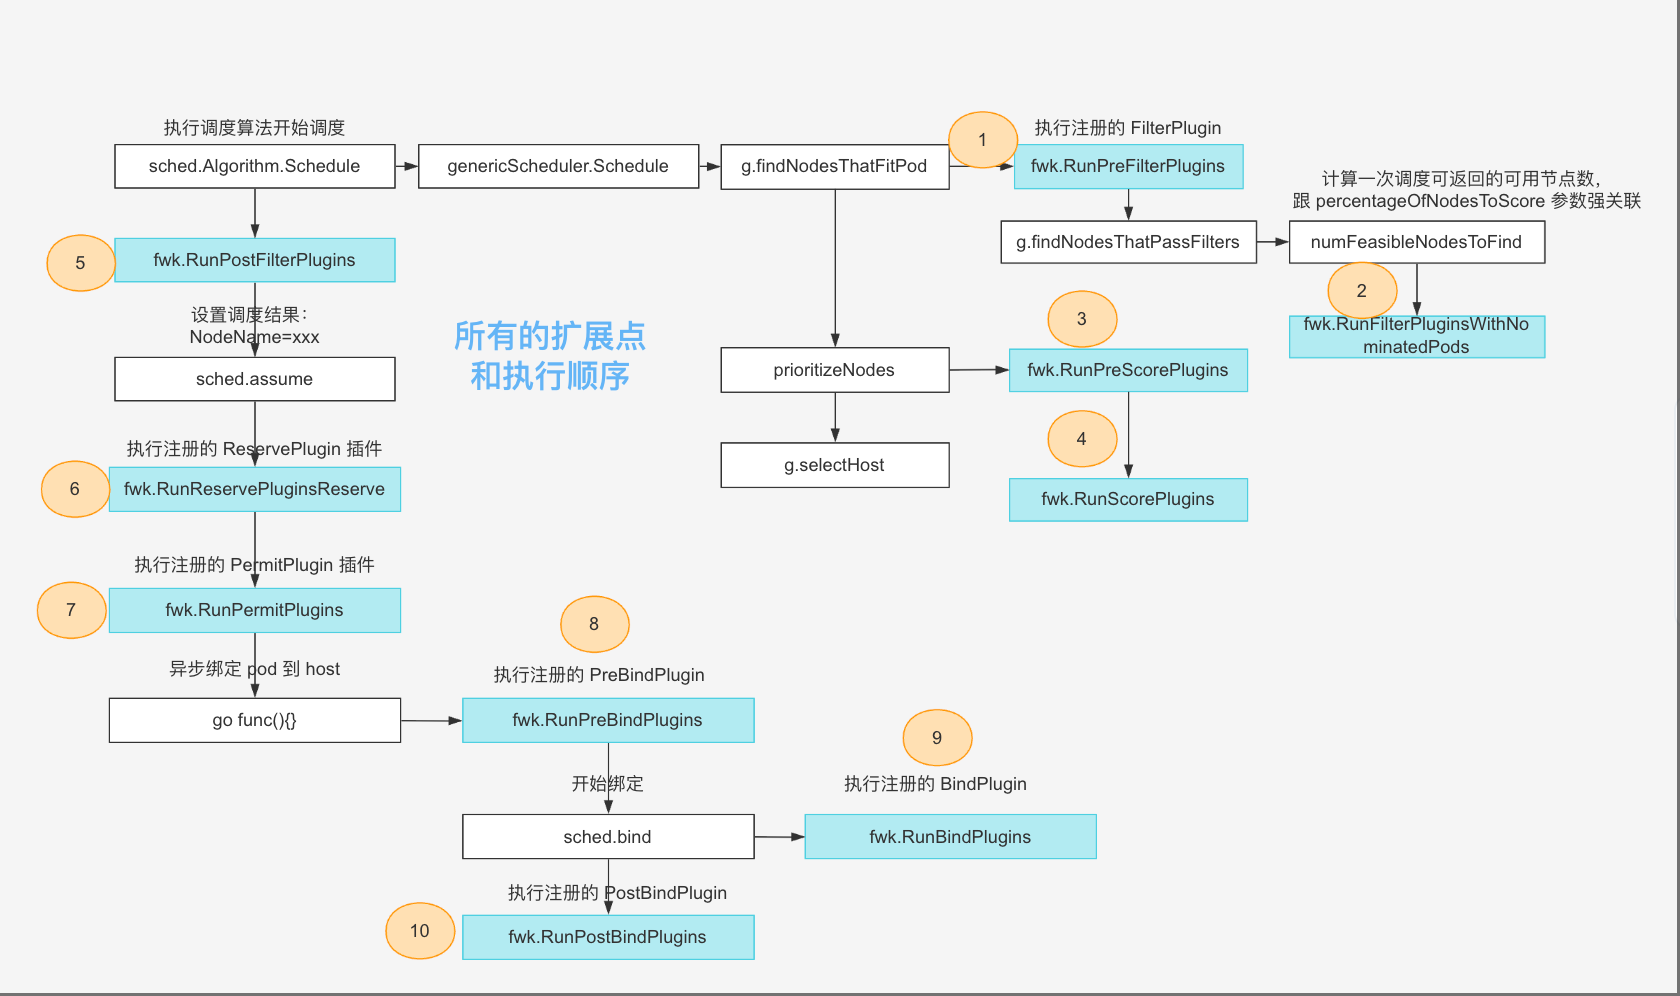 执行调度算法开始调度
sched.Algorithm.Schedule
genericScheduler.Schedule
g.findNodesThatFitPod
1
执行注册的 FilterPlugin
fwk.RunPreFilterPlugins
计算一次调度可返回的可用节点数，
跟 percentageOfNodesToScore 参数强关联
g.findNodesThatPassFilters
numFeasibleNodesToFind
5
fwk.RunPostFilterPlugins
2
fwk.RunFilterPluginsWithNo
minatedPods
设置调度结果：
NodeName=xxx
所有的扩展点
和执行顺序
3
sched.assume
prioritizeNodes
fwk.RunPreScorePlugins
4
执行注册的 ReservePlugin 插件
g.selectHost
6
fwk.RunReservePluginsReserve
fwk.RunScorePlugins
执行注册的 PermitPlugin 插件
7
fwk.RunPermitPlugins
8
异步绑定 pod 到 host
执行注册的 PreBindPlugin
go func(){}
fwk.RunPreBindPlugins
9
开始绑定
执行注册的 BindPlugin
sched.bind
fwk.RunBindPlugins
执行注册的 PostBindPlugin
10
fwk.RunPostBindPlugins